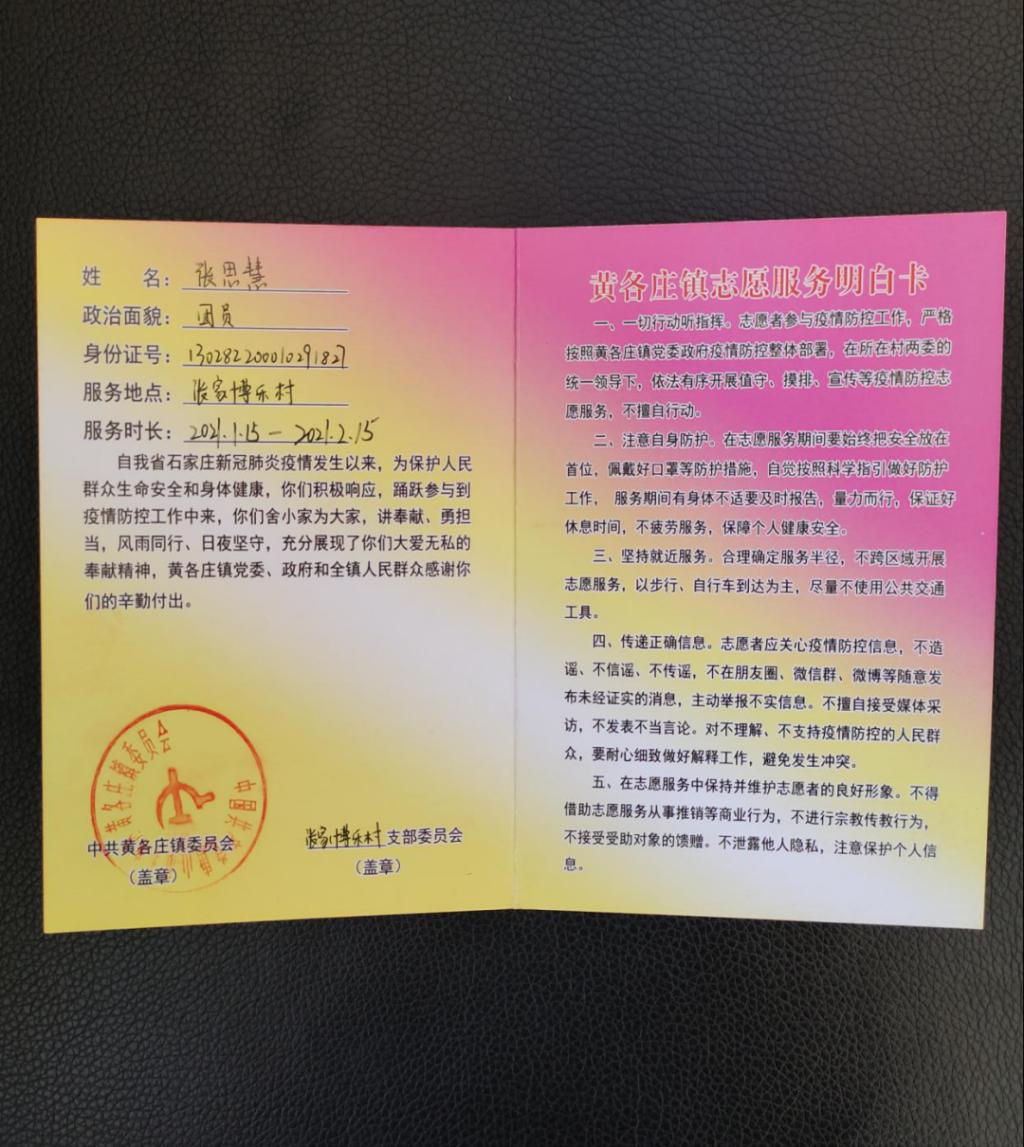 姓 名：张思慧
政治面貌：团员
身份证号：130282200010291827
服务地点：张家博乐村
服务时长：2021.1.15－2021.2.15
自我省石家庄新冠肺炎疫情发生以来，为保护人民
群众生命安全和身体健康，你们积极响应，踊跃参与到
疫情防控工作中来，你们舍小家为大家，讲奉献、勇担
当，风雨同行、日夜坚守，充分展现了你们大爱无私的
奉献精神，黄各庄镇党委、政府和全镇人民群众感谢你
们的辛勤付出。
中共黄各庄镇委员会
（盖章）
张家博乐村支部委员会
（盖章）
黄各庄镇志愿服务明白卡
一、一切行动听指挥。志愿者参与疫情防控工作，严格
按照黄各庄镇党委政府疫情防控整体部署，在所在村两委的
统一领导下，依法有序开展值守、摸排、宣传等疫情防控志
愿服务，不擅自行动。
二、注意自身防护。在志愿服务期间要始终把安全放在
首位，佩戴好口罩等防护措施，自觉按照科学指引做好防护
工作， 服务期间有身体不适要及时报告，量力而行，保证好
休息时间，不疲劳服务，保障个人健康安全。
三、坚持就近服务。合理确定服务半径，不跨区域开展
志愿服务，以步行、自行车到达为主，尽量不使用公共交通
工具。
四、传递正确信息。志愿者应关心疫情防控信息，不造
谣、不信谣、不传谣，不在朋友圈、微信群、微博等随意发
布未经证实的消息，主动举报不实信息。不擅自接受媒体采
访，不发表不当言论。对不理解、不支持疫情防控的人民群
众，要耐心细致做好解释工作，避免发生冲突。
五、在志愿服务中保持并维护志愿者的良好形象。不得
借助志愿服务从事推销等商业行为，不进行宗教传教行为，
不接受受助对象的馈赠。不泄露他人隐私，注意保护个人信
息。